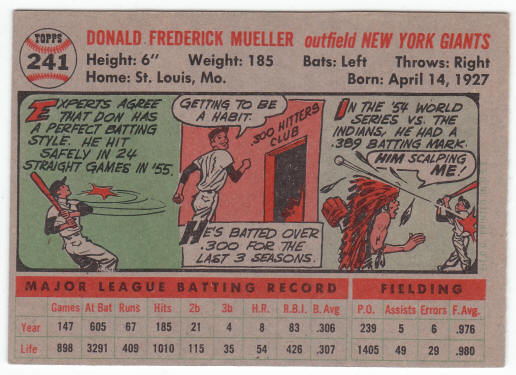 TOPPS
241
DONALD FREDERICK MUELLER outfield NEW YORK GIANTS
Height: 6" Weight: 185 Bats: Left Throws: Right
Home: St. Louis, Mo. Born: April 14, 1927
EXPERTS AGREE
THAT DON HAS
A PERFECT BATTING
STYLE. HE HIT
SAFELY IN 24
STRAIGHT GAMES IN '55.
GETTING TO BE
A HABIT.
.300 HITTERS
CLUB
HE'S BATTED OVER
.300 FOR THE
LAST 3 SEASONS.
IN THE '54 WORLD
SERIES VS. THE
INDIANS, HE HAD A
.389 BATTING MARK.
HIM SCALPING
ME!
MAJOR LEAGUE BATTING RECORD FIELDING
Games At Bat Runs Hits 2b 3b H.R. R.B.I. B. Avg P.O. Assists Errors F. Avg.
Year 147 605 67 185 21 4 8 83 .306 239 5 6 .976
Life 898 3291 409 1010 115 35 54 426 .307 1405 49 29 .980